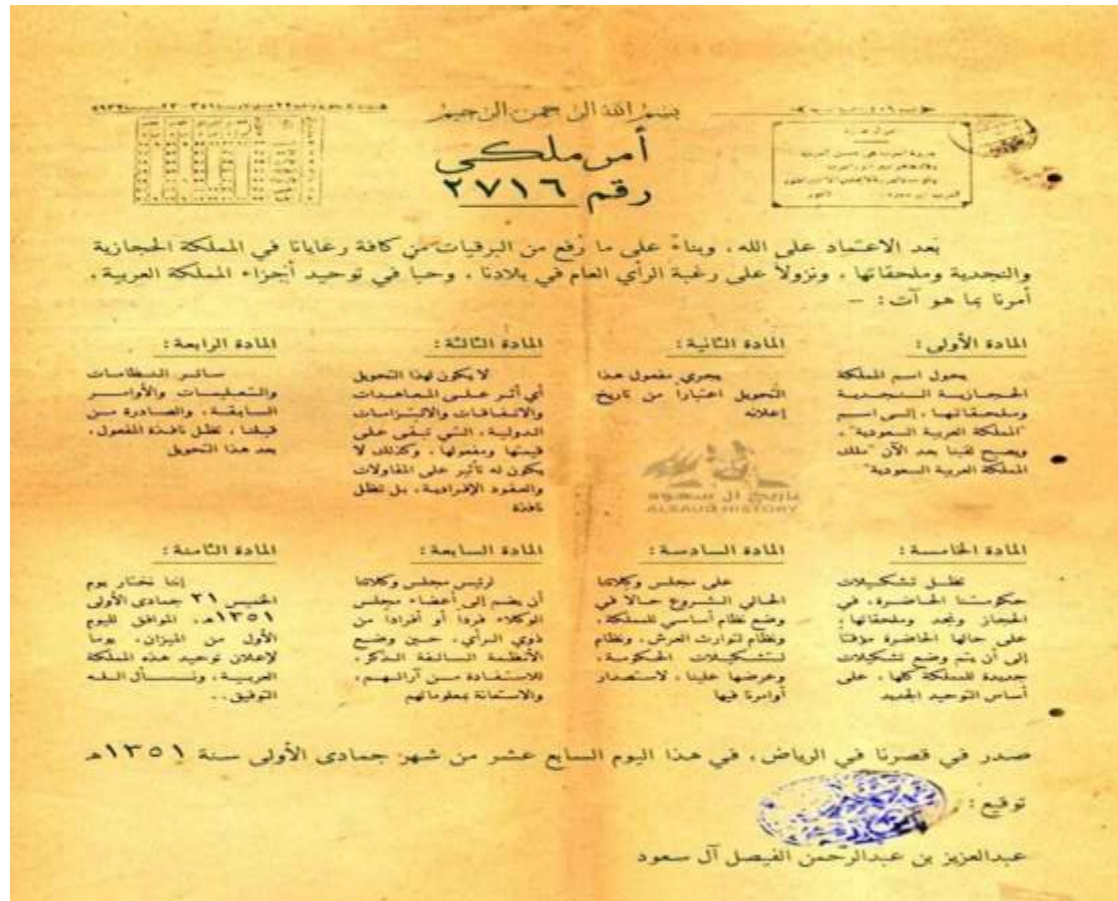 بسم الله الرحمن الرحيم
أمر ملكي
رقم ٢٧١٦
بعد الاعتماد على الله ، وبناءً على ما رُفع من البرقيات من كافة رعايانا في المملكة الحجازية
والنجدية وملحقاتها ، ونزولاً على رغبة الرأي العام في بلادنا ، وحبا في توحيد أجزاء المملكة العربية ،
أمرنا بما هو آت : –
المادة الأولى :
يحول اسم المملكة
الحجازية النجدية
وملحقاتها ، إلى اسم
"المملكة العربية السعودية" ،
ويصبح لقبنا بعد الآن "ملك
المملكة العربية السعودية"
المادة الثانية :
يجري مفعول هذا
التحويل اعتبارا من تاريخ
إعلانه
المادة الثالثة :
لا يكون لهذا التحويل
أي أثر على المعاهدات
والاتفاقات والالتزامات
الدولية ، التي تبقى على
قيمتها ومفعولها ، وكذلك لا
يكون له تأثير على المقاولات
والعقود الإفرادية ، بل تظل
نافذة
المادة الرابعة :
سائر النظامات
والتعليمات والأوامر
السابقة ، والصادرة من
قبلنا ، تظل نافذة المفعول ،
بعد هذا التحويل
تاريخ آل سعود
ALSAUD HISTORY
المادة الخامسة :
تظل تشكيلات
حكومتنا الحاضرة ، في
الحجاز ونجد وملحقاتها ،
على حالها الحاضرة مؤقتاً
إلى أن يتم وضع تشكيلات
جديدة للمملكة كلها ، على
أساس التوحيد الجديد
المادة السادسة :
على مجلس وكلائنا
الحالي الشروع حالاً في
وضع نظام أساسي للمملكة ،
ونظام لتوارث العرش ، ونظام
لتشكيلات الحكومة ،
وعرضها علينا ، لاستصدار
أوامرنا فيها
المادة السابعة :
لرئيس مجلس وكلائنا
أن يضم إلى أعضاء مجلس
الوكلاء فردا أو أفرادا من
ذوي الرأي ، حين وضع
الأنظمة السالفة الذكر ،
للاستفادة من آرائهم ،
والاستعانة بمعلوماتهم
المادة الثامنة :
إننا نختار يوم
الخميس ٢١ جمادى الأولى
١٣٥١هـ ، الموافق لليوم
الأول من الميزان ، يوما
لإعلان توحيد هذه المملكة
العربية ، ونسأل الله
التوفيق . .
صدر في قصرنا في الرياض ، في هذا اليوم السابع عشر من شهر جمادى الأولى سنة ١٣٥١هـ
توقيع :
عبدالعزيز بن عبدالرحمن الفيصل آل سعود